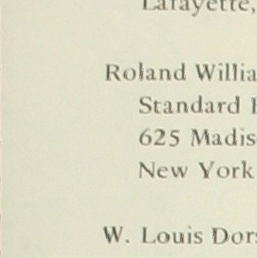 Lafayette,
Roland Willia
Standard
625 Madis
New York
W. Louis Dor